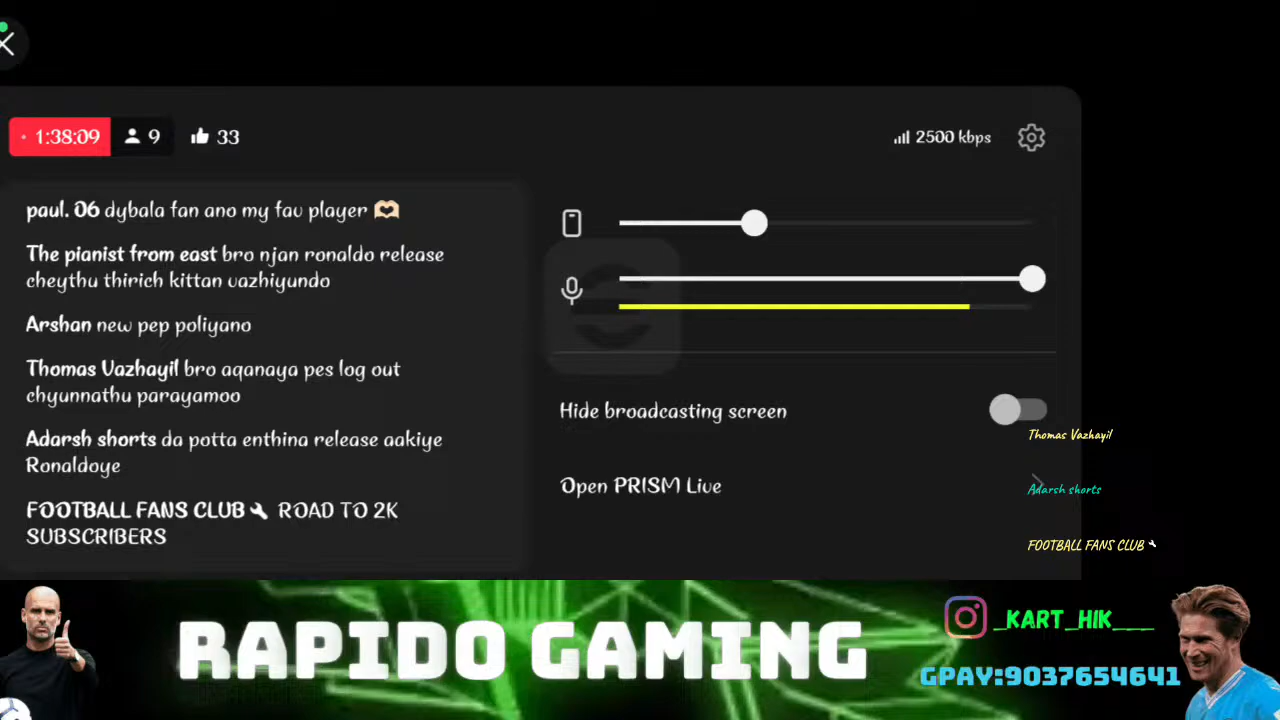 1:38:09 9 33
2500 kbps
paul. 06 dybala fan ano my fav player 🫶🏻
The pianist from east bro njan ronaldo release
cheythu thirich kittan vazhiyundo
Arshan new pep poliyano
Thomas Vazhayil bro aqanaya pes log out
chyunnathu parayamoo
Adarsh shorts da potta enthina release aakiye
Ronaldoye
FOOTBALL FANS CLUB🔧 ROAD TO 2K
SUBSCRIBERS
Hide broadcasting screen
Open PRISM Live
Thomas Vazhayil
Adarsh shorts
FOOTBALL FANS CLUB🔧
RAPIDO GAMING
_KART_HIK___
GPAY:9037654641